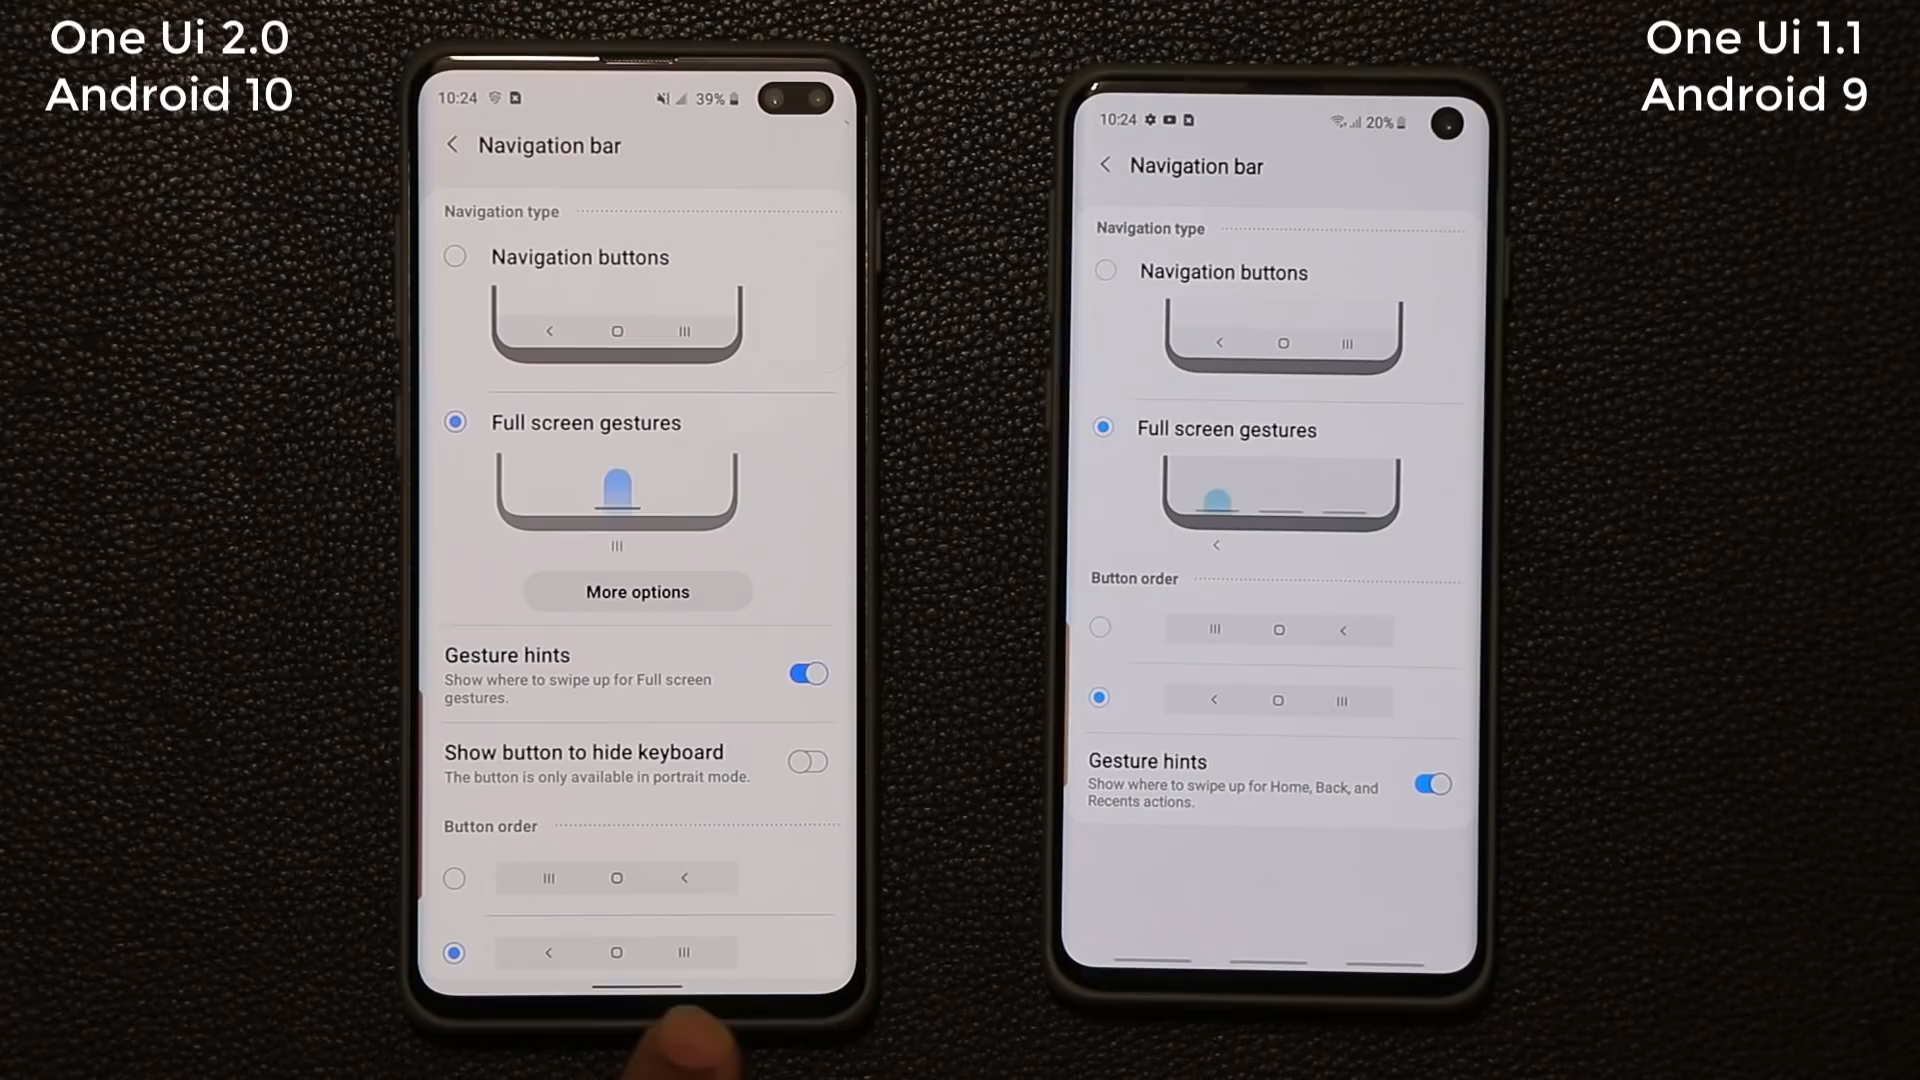 One Ui 2.0
Android 10
One Ui 1.1
Android 9
10:24
39%
Navigation bar
Navigation type
Navigation buttons
Full screen gestures
More options
Gesture hints
Show where to swipe up for Full screen
gestures.
Show button to hide keyboard
The button is only available in portrait mode.
Button order
10:24
20%
Navigation bar
Navigation type
Navigation buttons
Full screen gestures
Button order
Gesture hints
Show where to swipe up for Home, Back, and
Recents actions.